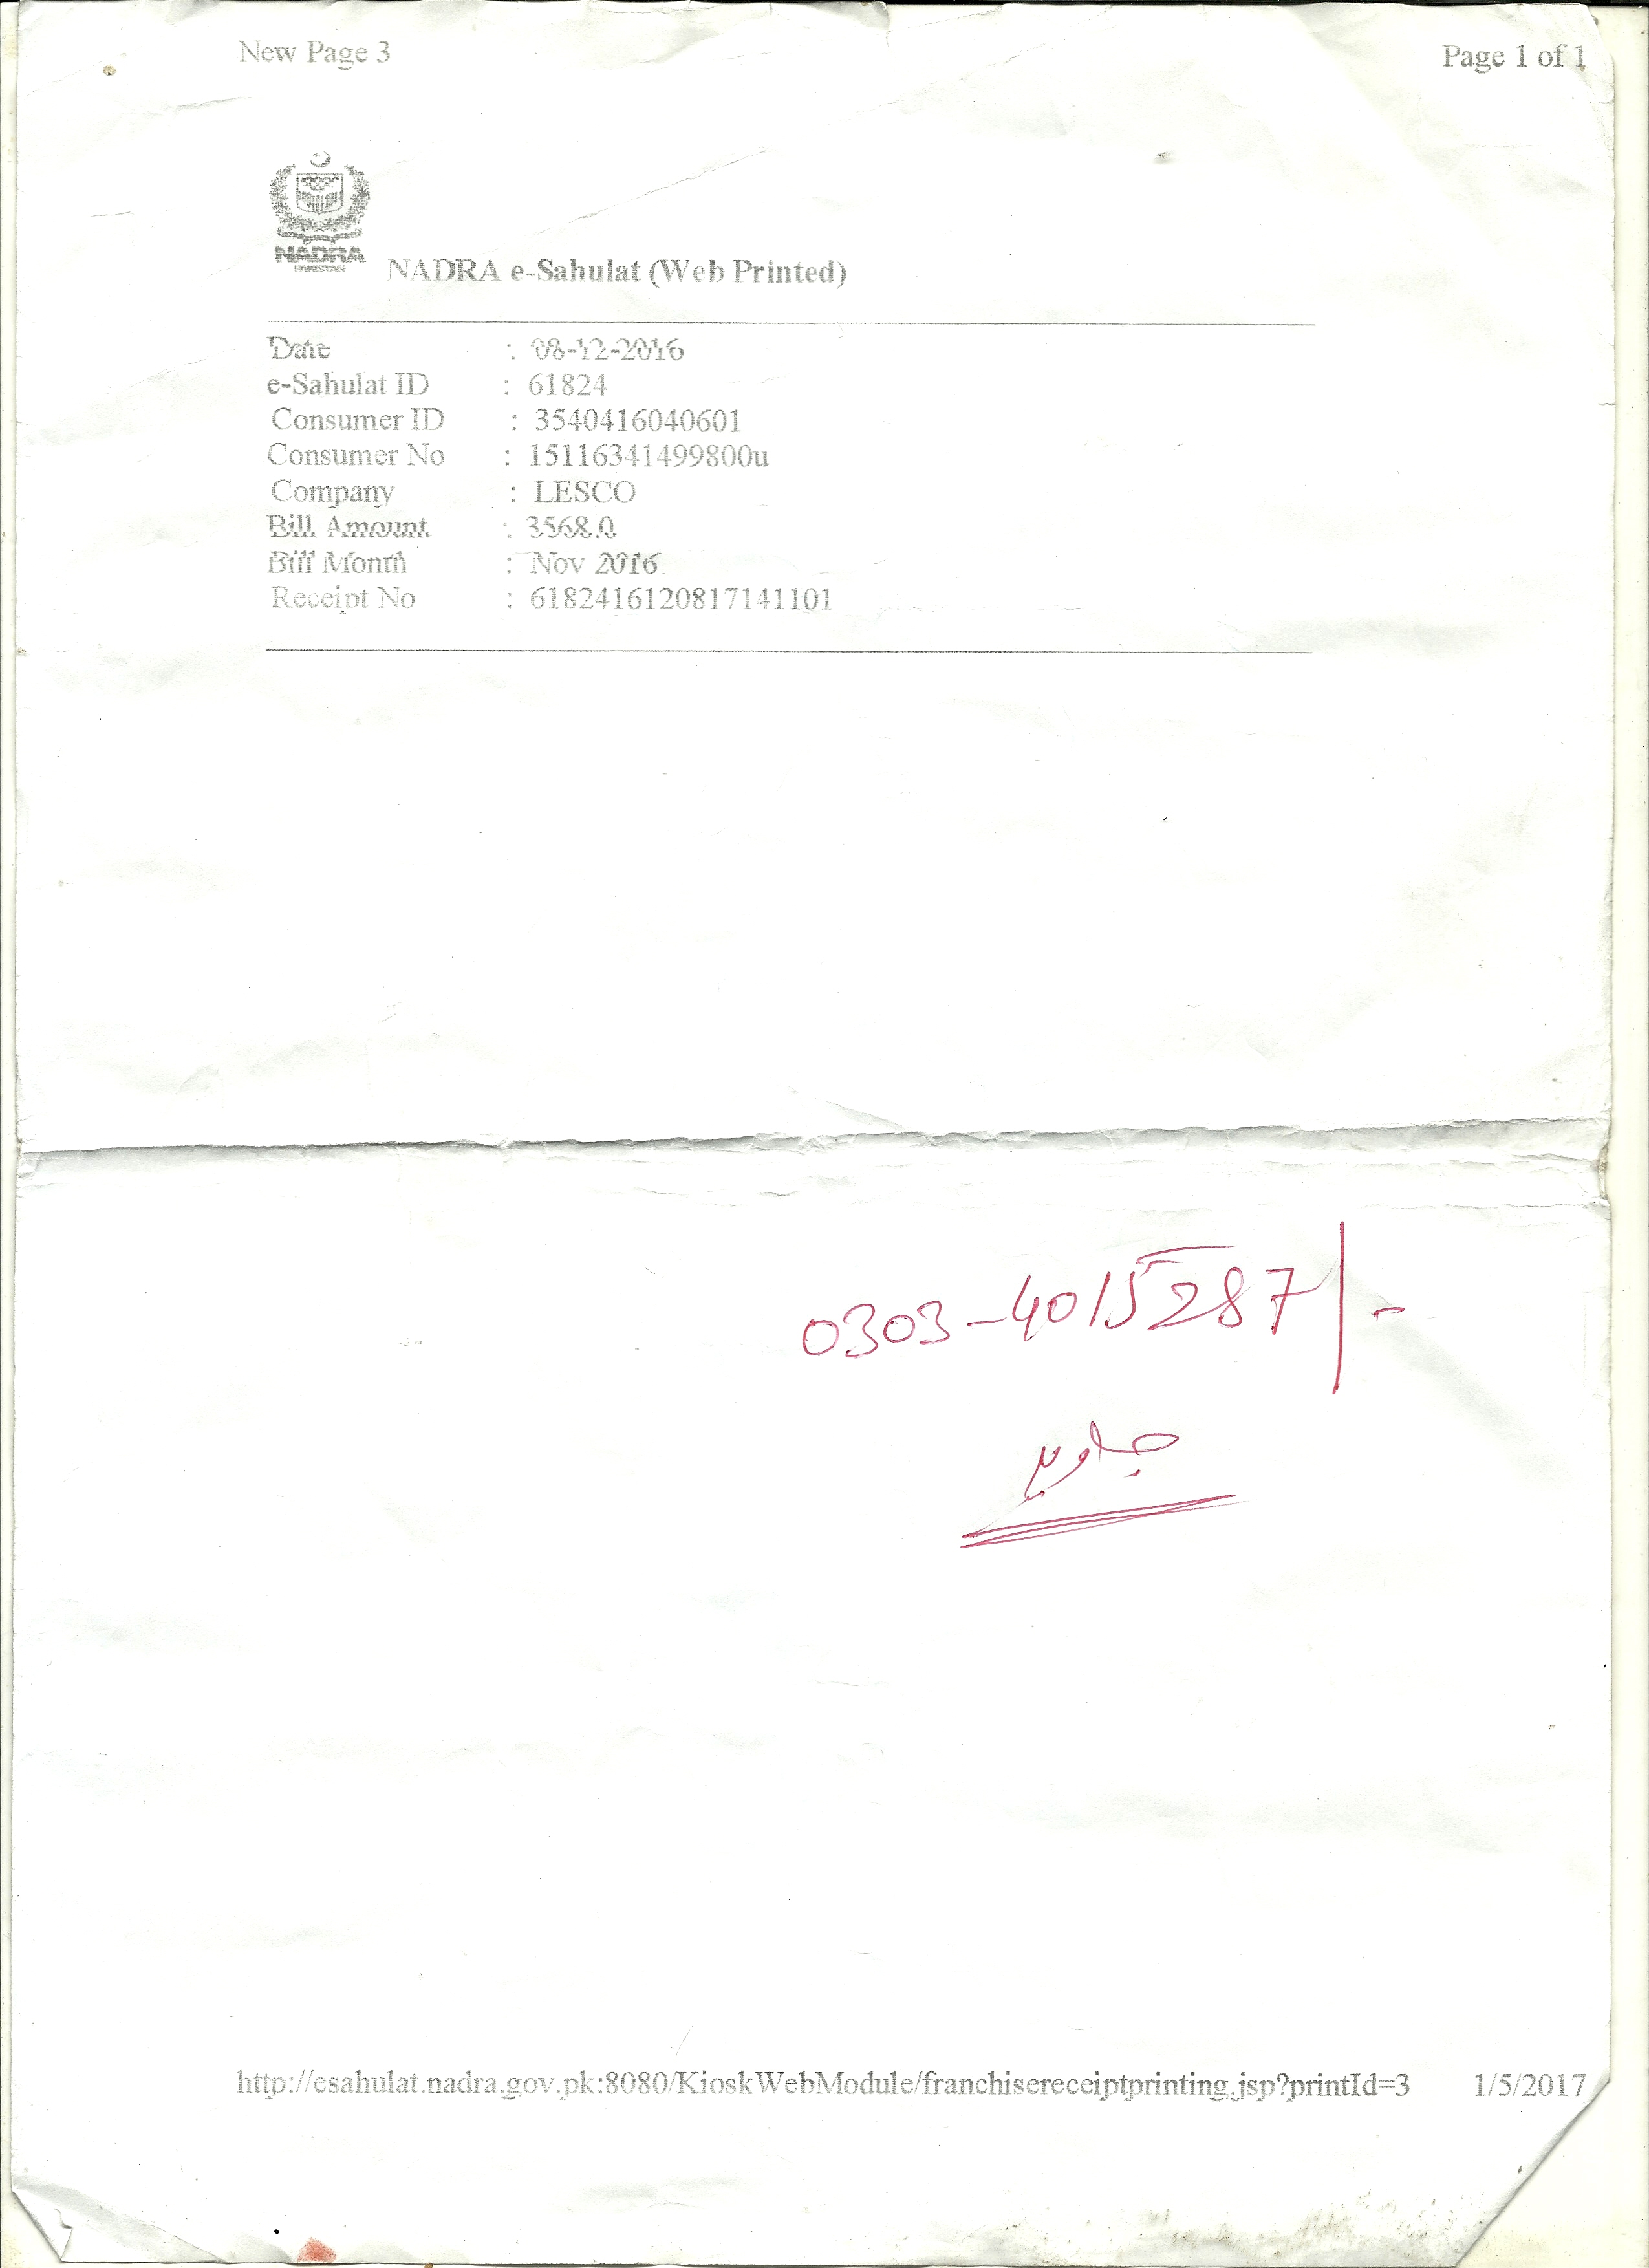 New Page 3
Page 1 of 1
NADRA
PAKISTAN
NADRA e-Sahulat (Web Printed)
Date : 08-12-2016
e-Sahulat ID : 61824
Consumer ID : 3540416040601
Consumer No : 15116341499800u
Company : LESCO
Bill Amount : 3568.0
Bill Month : Nov 2016
Receipt No : 6182416120817141101
0303-4015287/-
جاوید
http://esahulat.nadra.gov.pk:8080/KioskWebModule/franchisereceiptprinting.jsp?printId=3
1/5/2017